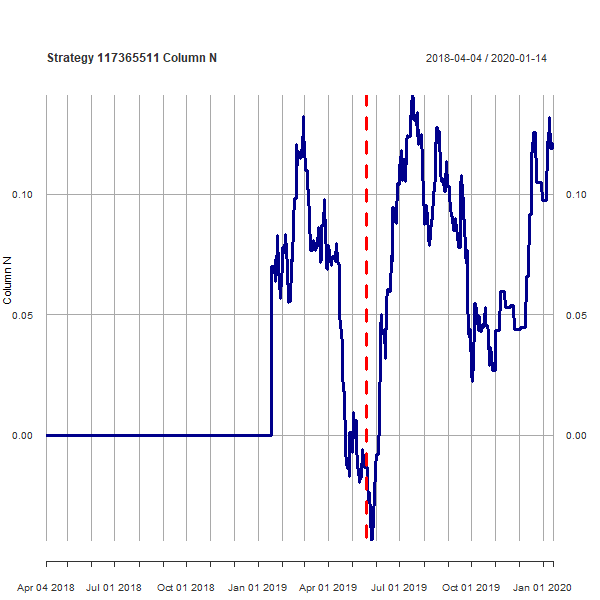 Strategy 117365511 Column N
2018-04-04 / 2020-01-14
Column N
0.10
0.10
0.05
0.05
0.00
0.00
Apr 04 2018
Jul 01 2018
Oct 01 2018
Jan 01 2019
Apr 01 2019
Jul 01 2019
Oct 01 2019
Jan 01 2020